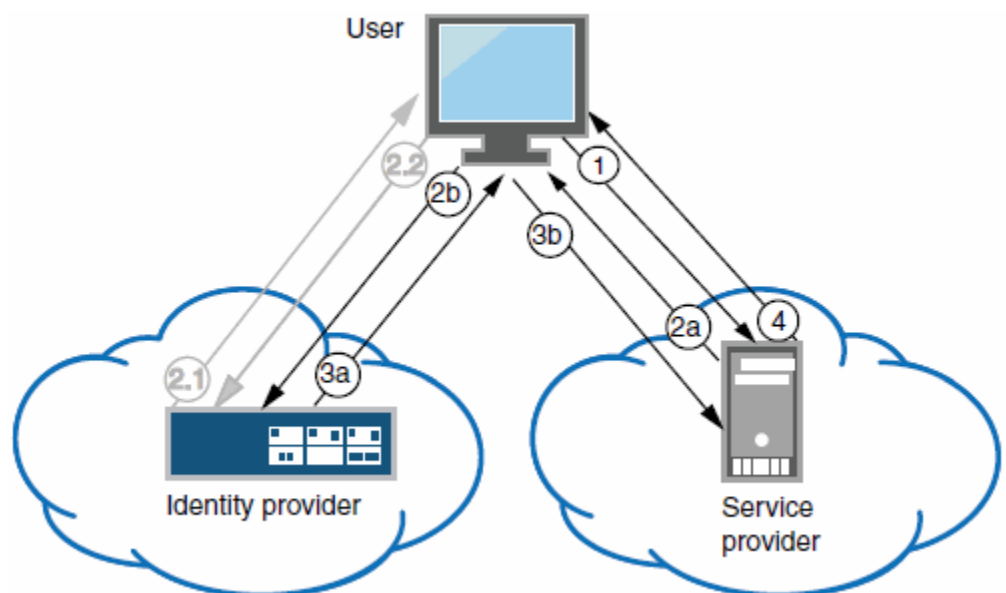 User
2.2
2b
1
3b
2.1
3a
2a
4
Identity provider
Service
provider